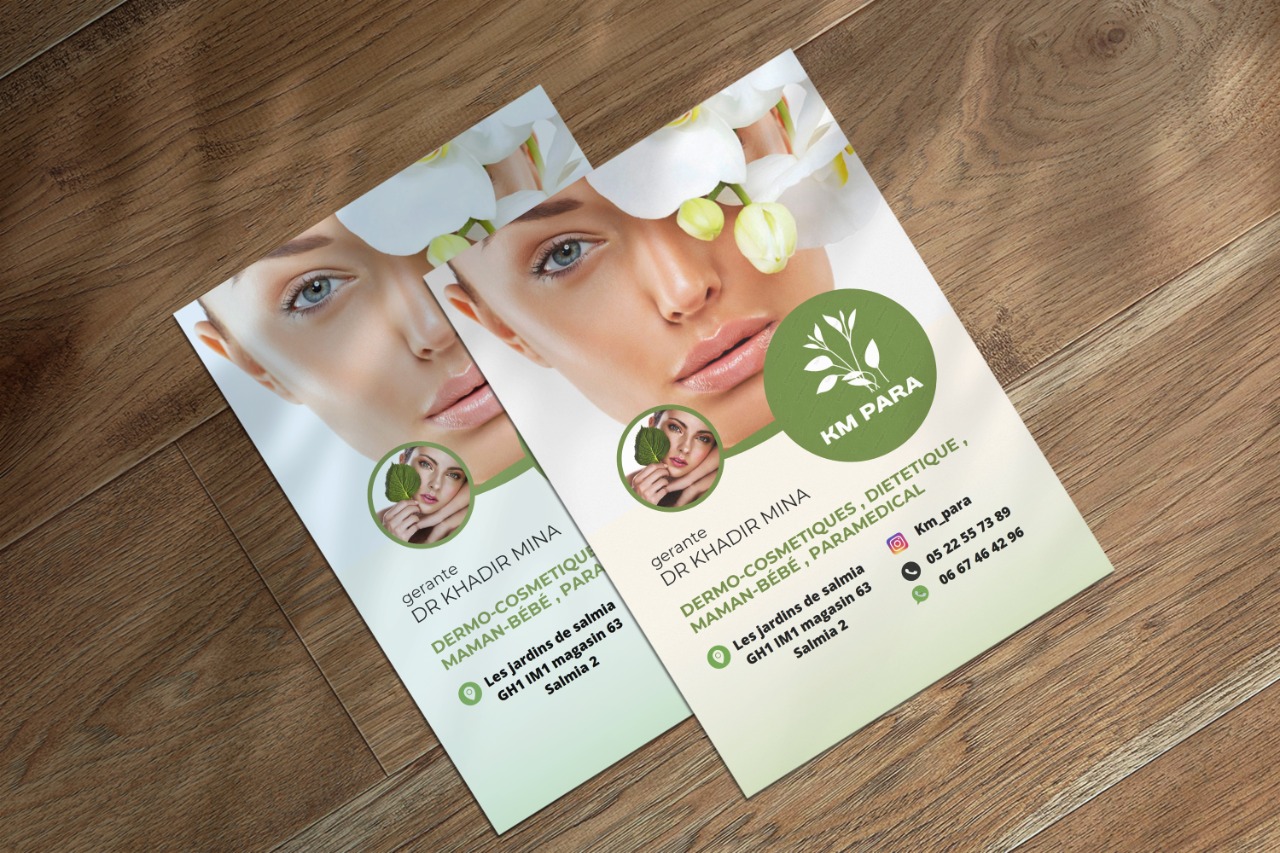 KM PARA
gerante
DR KHADIR MINA
DERMO-COSMETIQUES , DIETETIQUE ,
MAMAN-BÉBÉ , PARAMEDICAL
Les jardins de salmia
GH1 IM1 magasin 63
Salmia 2
Km_para
05 22 55 73 89
06 67 46 42 96
gerante
DR KHADIR MINA
DERMO-COSMETIQUE
MAMAN-BÉBÉ , PARA
Les jardins de salmia
GH1 IM1 magasin 63
Salmia 2